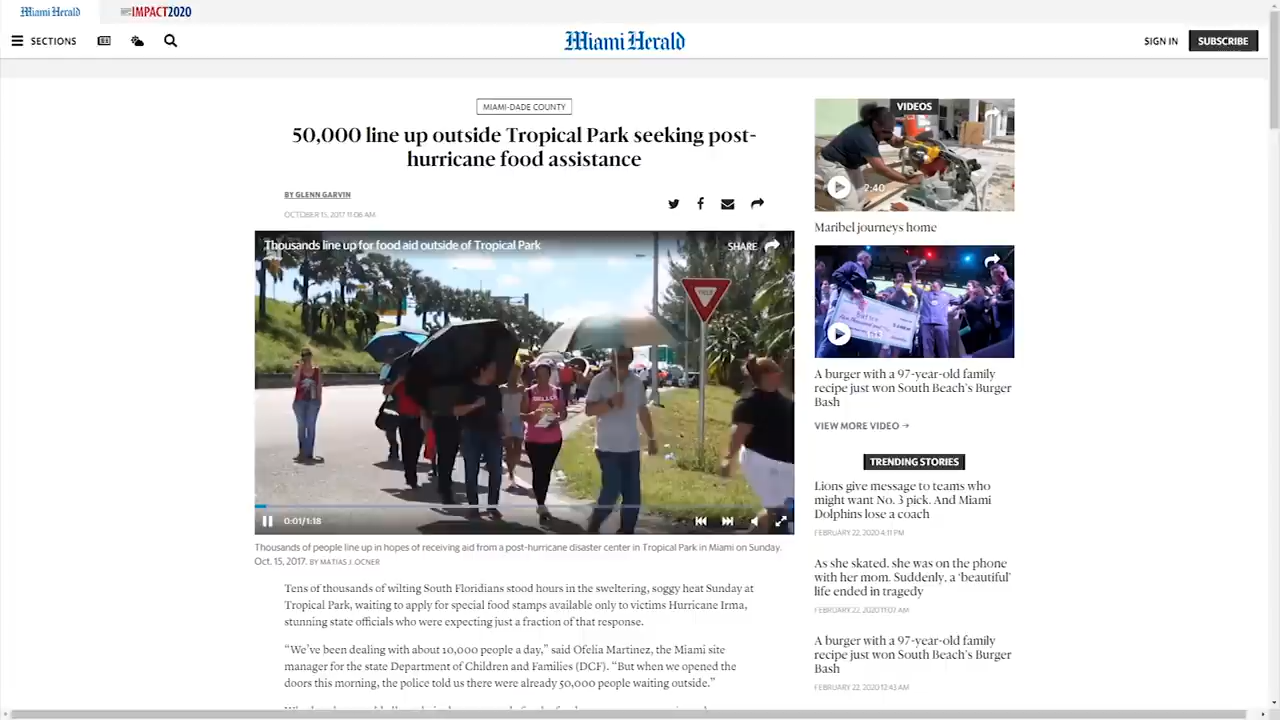 Miami Herald
IMPACT2020
SECTIONS
Miami Herald
SIGN IN
SUBSCRIBE
MIAMI-DADE COUNTY
50,000 line up outside Tropical Park seeking post-
hurricane food assistance
BY GLENN GARVIN
OCTOBER 15, 2017 11:06 AM
Thousands line up for food aid outside of Tropical Park
SHARE
YIELD
0:01/1:18
Thousands of people line up in hopes of receiving aid from a post-hurricane disaster center in Tropical Park in Miami on Sunday.
Oct. 15, 2017. BY MATIAS J. OCNER
Tens of thousands of wilting South Floridians stood hours in the sweltering, soggy heat Sunday at
Tropical Park, waiting to apply for special food stamps available only to victims Hurricane Irma,
stunning state officials who were expecting just a fraction of that response.
“We’ve been dealing with about 10,000 people a day,” said Ofelia Martinez, the Miami site
manager for the state Department of Children and Families (DCF). “But when we opened the
doors this morning, the police told us there were already 50,000 people waiting outside.”
VIDEOS
2:40
Maribel journeys home
A burger with a 97-year-old family
recipe just won South Beach’s Burger
Bash
VIEW MORE VIDEO →
TRENDING STORIES
Lions give message to teams who
might want No. 3 pick. And Miami
Dolphins lose a coach
FEBRUARY 22, 2020 4:11 PM
As she skated, she was on the phone
with her mom. Suddenly, a ‘beautiful’
life ended in tragedy
FEBRUARY 22, 2020 11:07 AM
A burger with a 97-year-old family
recipe just won South Beach’s Burger
Bash
FEBRUARY 22, 2020 12:43 AM